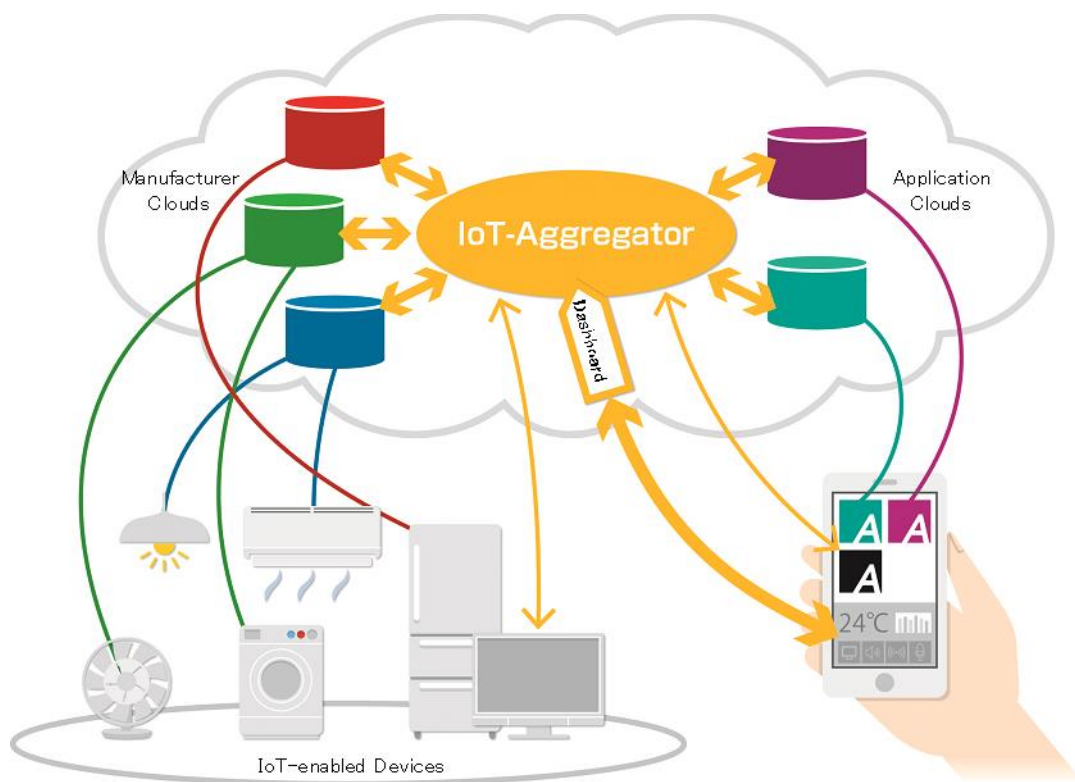 Manufacturer
Clouds
IoT-Aggregator
Application
Clouds
Dashboard
A A
A
24℃
IoT-enabled Devices